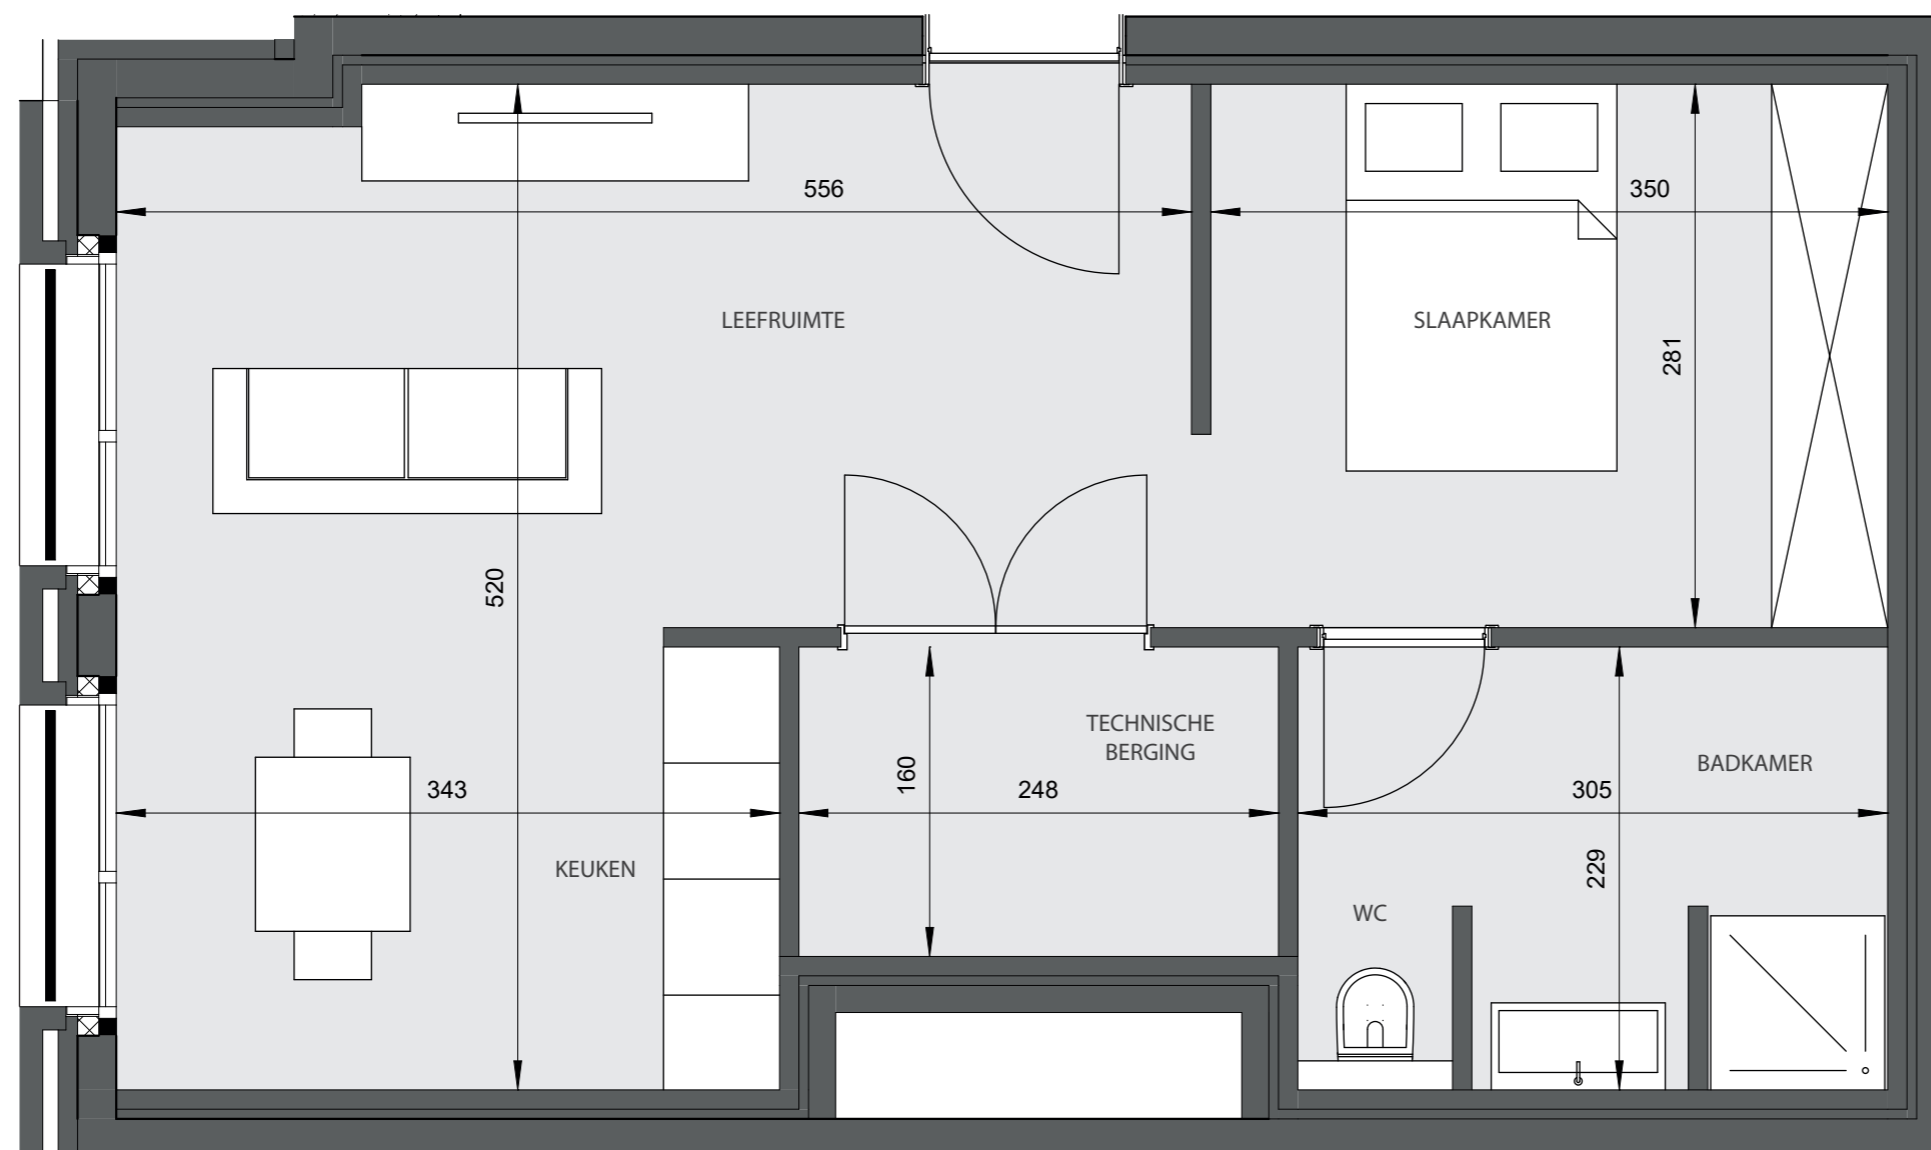 556
350
LEEFRUIMTE
SLAAPKAMER
281
520
TECHNISCHE
BERGING
BADKAMER
160
343
248
305
KEUKEN
229
WC